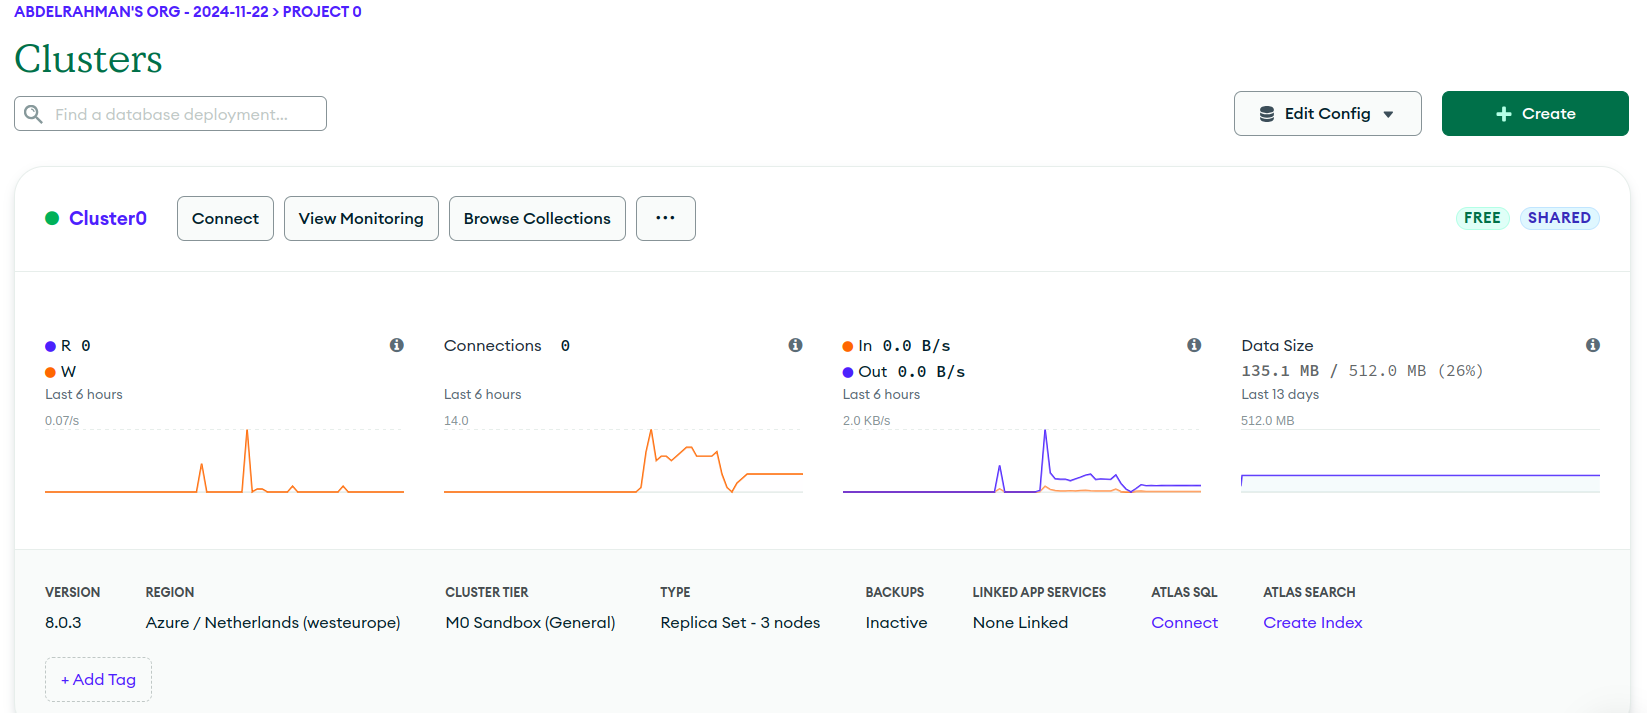 ABDELRAHMAN'S ORG - 2024-11-22 > PROJECT 0
Clusters
Find a database deployment...
Edit Config
+ Create
Cluster0
Connect
View Monitoring
Browse Collections
...
FREE
SHARED
R 0
W
Last 6 hours
0.07/s
Connections 0
Last 6 hours
14.0
In 0.0 B/s
Out 0.0 B/s
Last 6 hours
2.0 KB/s
Data Size
135.1 MB / 512.0 MB (26%)
Last 13 days
512.0 MB
VERSION
8.0.3
REGION
Azure / Netherlands (westeurope)
CLUSTER TIER
M0 Sandbox (General)
TYPE
Replica Set - 3 nodes
BACKUPS
Inactive
LINKED APP SERVICES
None Linked
ATLAS SQL
Connect
ATLAS SEARCH
Create Index
+ Add Tag